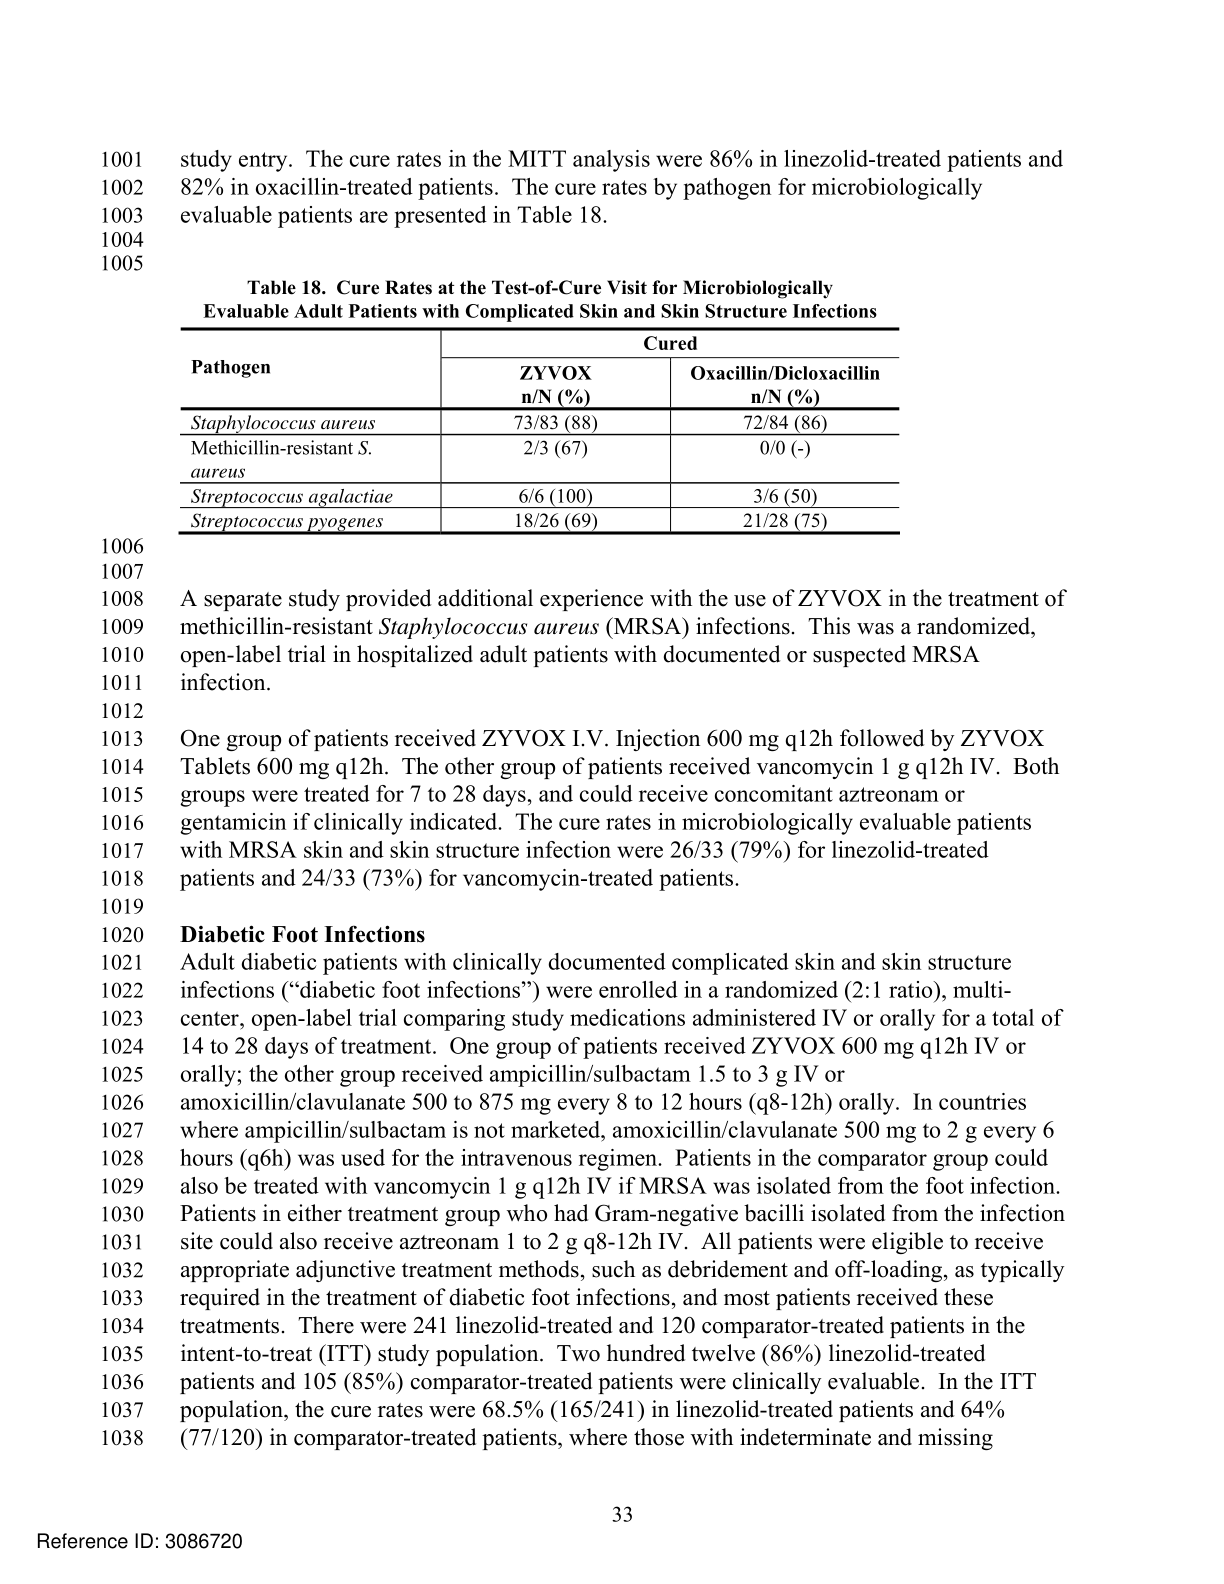 1001 study entry.  The cure rates in the MITT analysis were 86% in linezolid-treated patients and
1002 82% in oxacillin-treated patients.  The cure rates by pathogen for microbiologically
1003 evaluable patients are presented in Table 18.
1004
1005
Table 18.  Cure Rates at the Test-of-Cure Visit for Microbiologically
Evaluable Adult Patients with Complicated Skin and Skin Structure Infections
Pathogen
Cured
ZYVOX
n/N (%)
Oxacillin/Dicloxacillin
n/N (%)
Staphylococcus aureus 73/83 (88) 72/84 (86)
Methicillin-resistant S. 2/3 (67) 0/0 (-)
aureus
Streptococcus agalactiae 6/6 (100) 3/6 (50)
Streptococcus pyogenes 18/26 (69) 21/28 (75)
1006
1007
1008 A separate study provided additional experience with the use of ZYVOX in the treatment of
1009 methicillin-resistant Staphylococcus aureus (MRSA) infections.  This was a randomized,
1010 open-label trial in hospitalized adult patients with documented or suspected MRSA
1011 infection.
1012
1013 One group of patients received ZYVOX I.V. Injection 600 mg q12h followed by ZYVOX
1014 Tablets 600 mg q12h.  The other group of patients received vancomycin 1 g q12h IV.  Both
1015 groups were treated for 7 to 28 days, and could receive concomitant aztreonam or
1016 gentamicin if clinically indicated.  The cure rates in microbiologically evaluable patients
1017 with MRSA skin and skin structure infection were 26/33 (79%) for linezolid-treated
1018 patients and 24/33 (73%) for vancomycin-treated patients.
1019
1020 Diabetic Foot Infections
1021 Adult diabetic patients with clinically documented complicated skin and skin structure
1022 infections (“diabetic foot infections”) were enrolled in a randomized (2:1 ratio), multi-
1023 center, open-label trial comparing study medications administered IV or orally for a total of
1024 14 to 28 days of treatment.  One group of patients received ZYVOX 600 mg q12h IV or
1025 orally; the other group received ampicillin/sulbactam 1.5 to 3 g IV or
1026 amoxicillin/clavulanate 500 to 875 mg every 8 to 12 hours (q8-12h) orally.  In countries
1027 where ampicillin/sulbactam is not marketed, amoxicillin/clavulanate 500 mg to 2 g every 6
1028 hours (q6h) was used for the intravenous regimen.  Patients in the comparator group could
1029 also be treated with vancomycin 1 g q12h IV if MRSA was isolated from the foot infection.
1030 Patients in either treatment group who had Gram-negative bacilli isolated from the infection
1031 site could also receive aztreonam 1 to 2 g q8-12h IV.  All patients were eligible to receive
1032 appropriate adjunctive treatment methods, such as debridement and off-loading, as typically
1033 required in the treatment of diabetic foot infections, and most patients received these
1034 treatments.  There were 241 linezolid-treated and 120 comparator-treated patients in the
1035 intent-to-treat (ITT) study population.  Two hundred twelve (86%) linezolid-treated
1036 patients and 105 (85%) comparator-treated patients were clinically evaluable.  In the ITT
1037 population, the cure rates were 68.5% (165/241) in linezolid-treated patients and 64%
1038 (77/120) in comparator-treated patients, where those with indeterminate and missing
33
Reference ID: 3086720